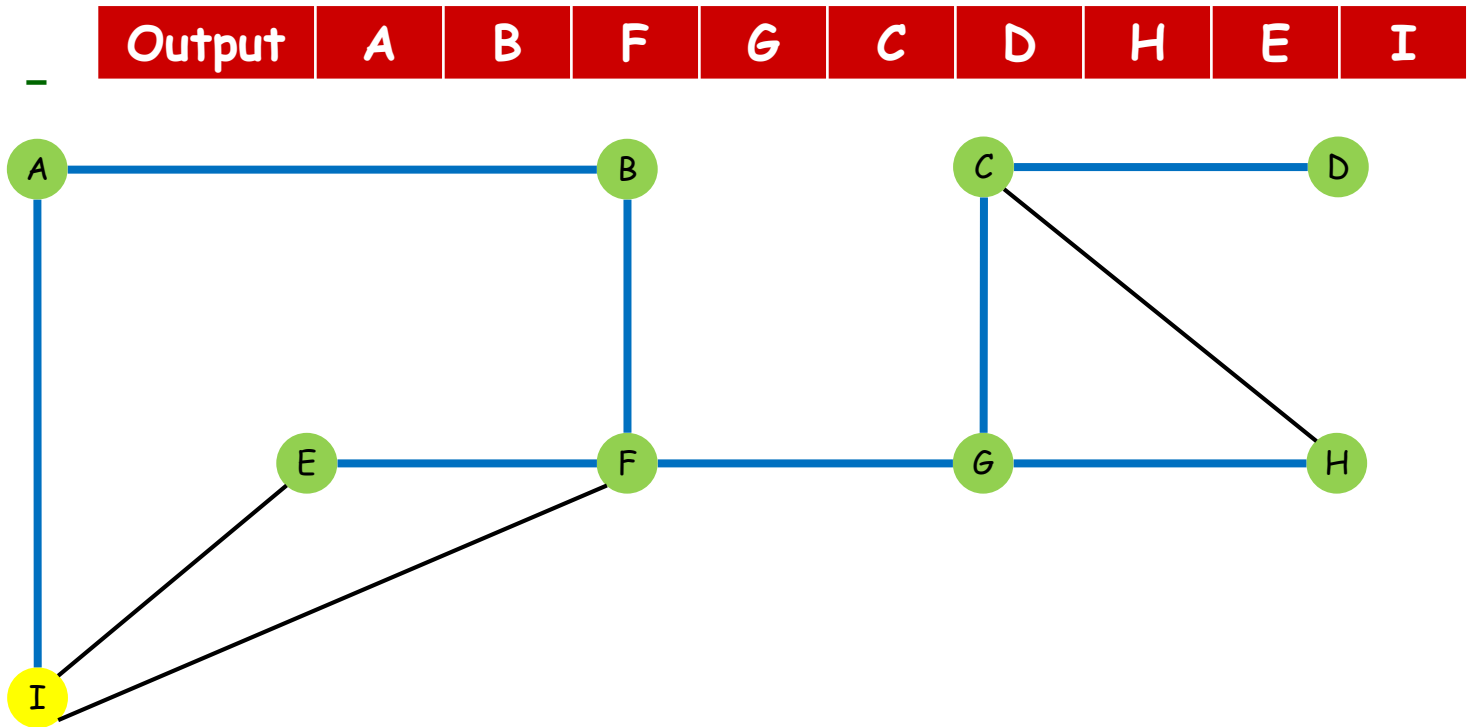 Output A B F G C D H E I
_
A B C D
E F G H
I